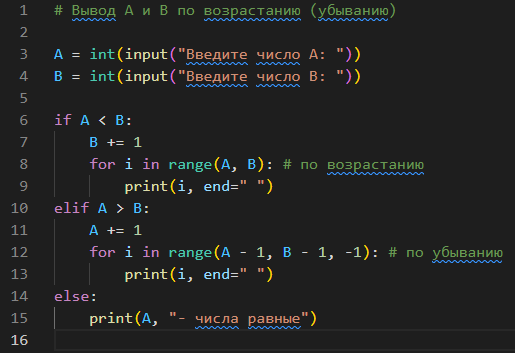 1 # Вывод A и B по возрастанию (убыванию)
2
3 A = int(input("Введите число A: "))
4 B = int(input("Введите число B: "))
5
6 if A < B:
7     B += 1
8     for i in range(A, B): # по возрастанию
9         print(i, end=" ")
10 elif A > B:
11     A += 1
12     for i in range(A - 1, B - 1, -1): # по убыванию
13         print(i, end=" ")
14 else:
15     print(A, "- числа равные")
16